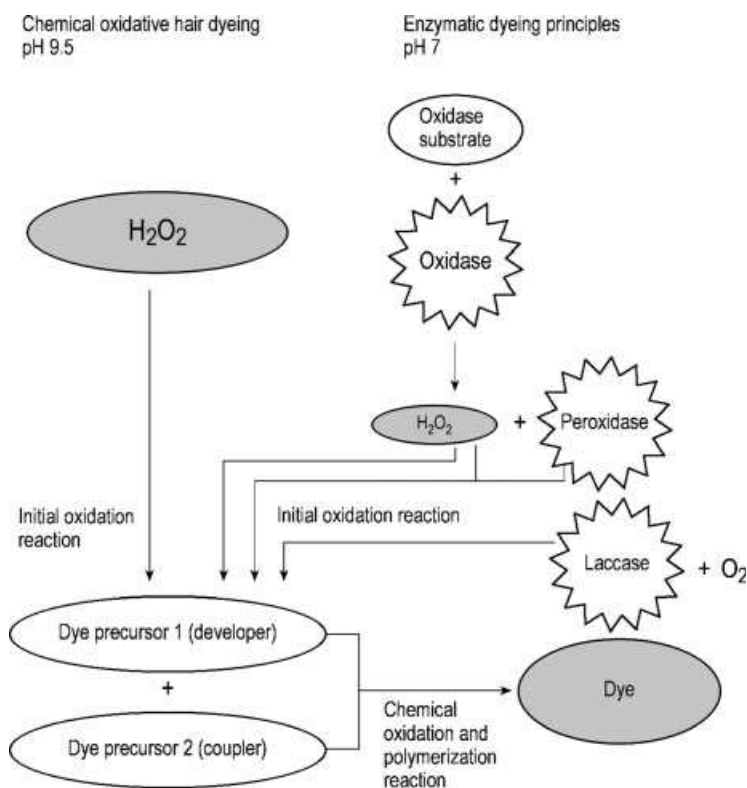 Chemical oxidative hair dyeing
pH 9.5
Enzymatic dyeing principles
pH 7
Oxidase
substrate
+
H₂O₂
Oxidase
H₂O₂
+
Peroxidase
Initial oxidation
reaction
Initial oxidation reaction
Laccase
+ O₂
Dye precursor 1 (developer)
+
Dye precursor 2 (coupler)
Chemical
oxidation and
polymerization
reaction
Dye